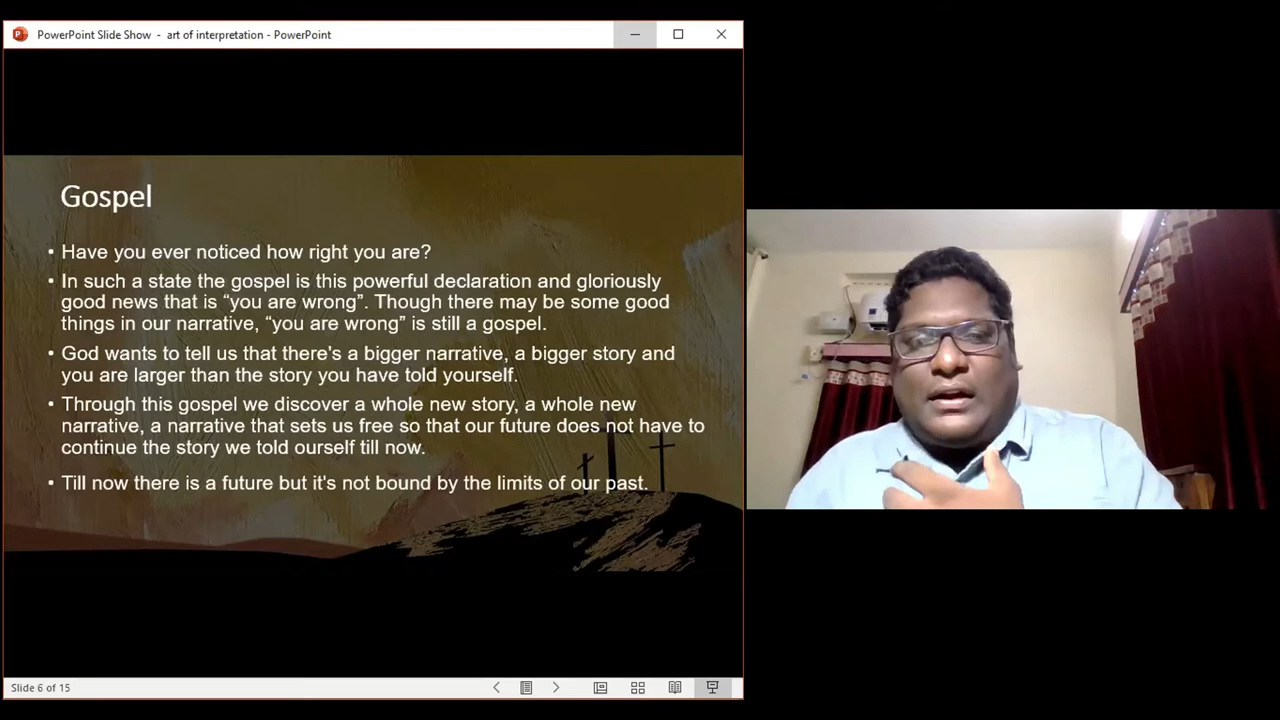 PowerPoint Slide Show - art of interpretation - PowerPoint
Gospel
• Have you ever noticed how right you are?
• In such a state the gospel is this powerful declaration and gloriously
good news that is “you are wrong”. Though there may be some good
things in our narrative, “you are wrong” is still a gospel.
• God wants to tell us that there's a bigger narrative, a bigger story and
you are larger than the story you have told yourself.
• Through this gospel we discover a whole new story, a whole new
narrative, a narrative that sets us free so that our future does not have to
continue the story we told ourself till now.
• Till now there is a future but it's not bound by the limits of our past.
Slide 6 of 15